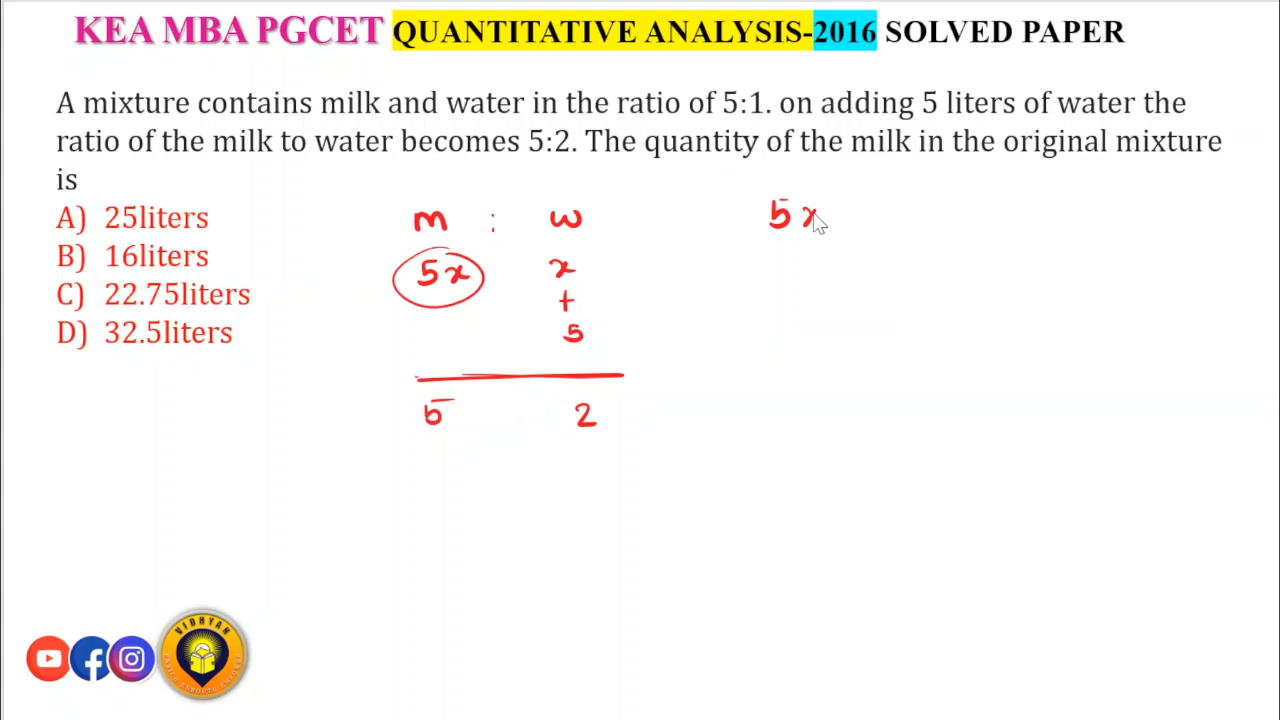 KEA MBA PGCET QUANTITATIVE ANALYSIS-2016 SOLVED PAPER
A mixture contains milk and water in the ratio of 5:1. on adding 5 liters of water the
ratio of the milk to water becomes 5:2. The quantity of the milk in the original mixture
is
A) 25liters
B) 16liters
C) 22.75liters
D) 32.5liters
m : w
5x x
+
5
5 2
5x
VIDHYAN